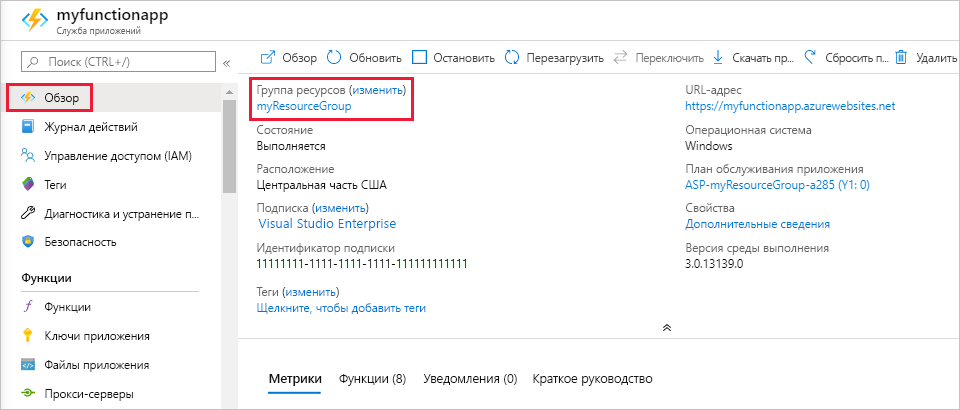 myfunctionapp
Служба приложений
Поиск (CTRL+/)
«
Обзор
Журнал действий
Управление доступом (IAM)
Теги
Диагностика и устранение п...
Безопасность
Функции
Функции
Ключи приложения
Файлы приложения
Прокси-серверы
Обзор Обновить Остановить Перезагрузить Переключить Скачать пр... Сбросить п... Удалить
Группа ресурсов (изменить)
myResourceGroup
Состояние
Выполняется
Расположение
Центральная часть США
Подписка (изменить)
Visual Studio Enterprise
Идентификатор подписки
11111111-1111-1111-1111-111111111111
Теги (изменить)
Щелкните, чтобы добавить теги
URL-адрес
https://myfunctionapp.azurewebsites.net
Операционная система
Windows
План обслуживания приложения
ASP-myResourceGroup-a285 (Y1: 0)
Свойства
Дополнительные сведения
Версия среды выполнения
3.0.13139.0
Метрики Функции (8) Уведомления (0) Краткое руководство